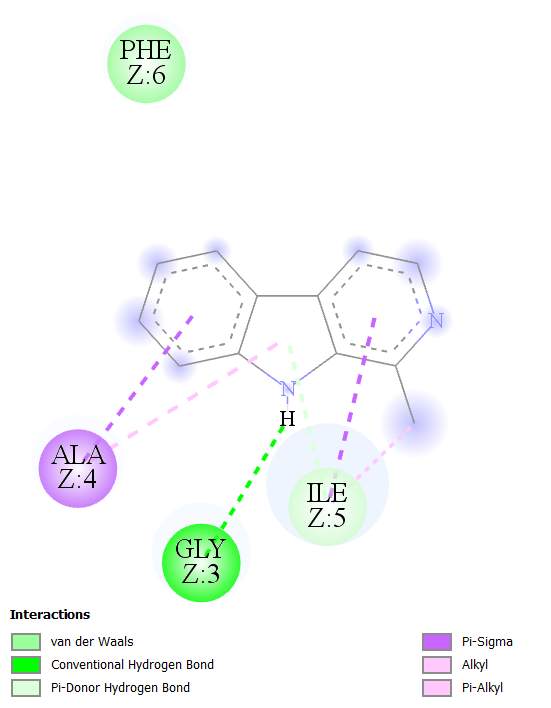 PHE
Z:6
N
N
H
ALA
Z:4
ILE
Z:5
GLY
Z:3
Interactions
van der Waals
Conventional Hydrogen Bond
Pi-Donor Hydrogen Bond
Pi-Sigma
Alkyl
Pi-Alkyl